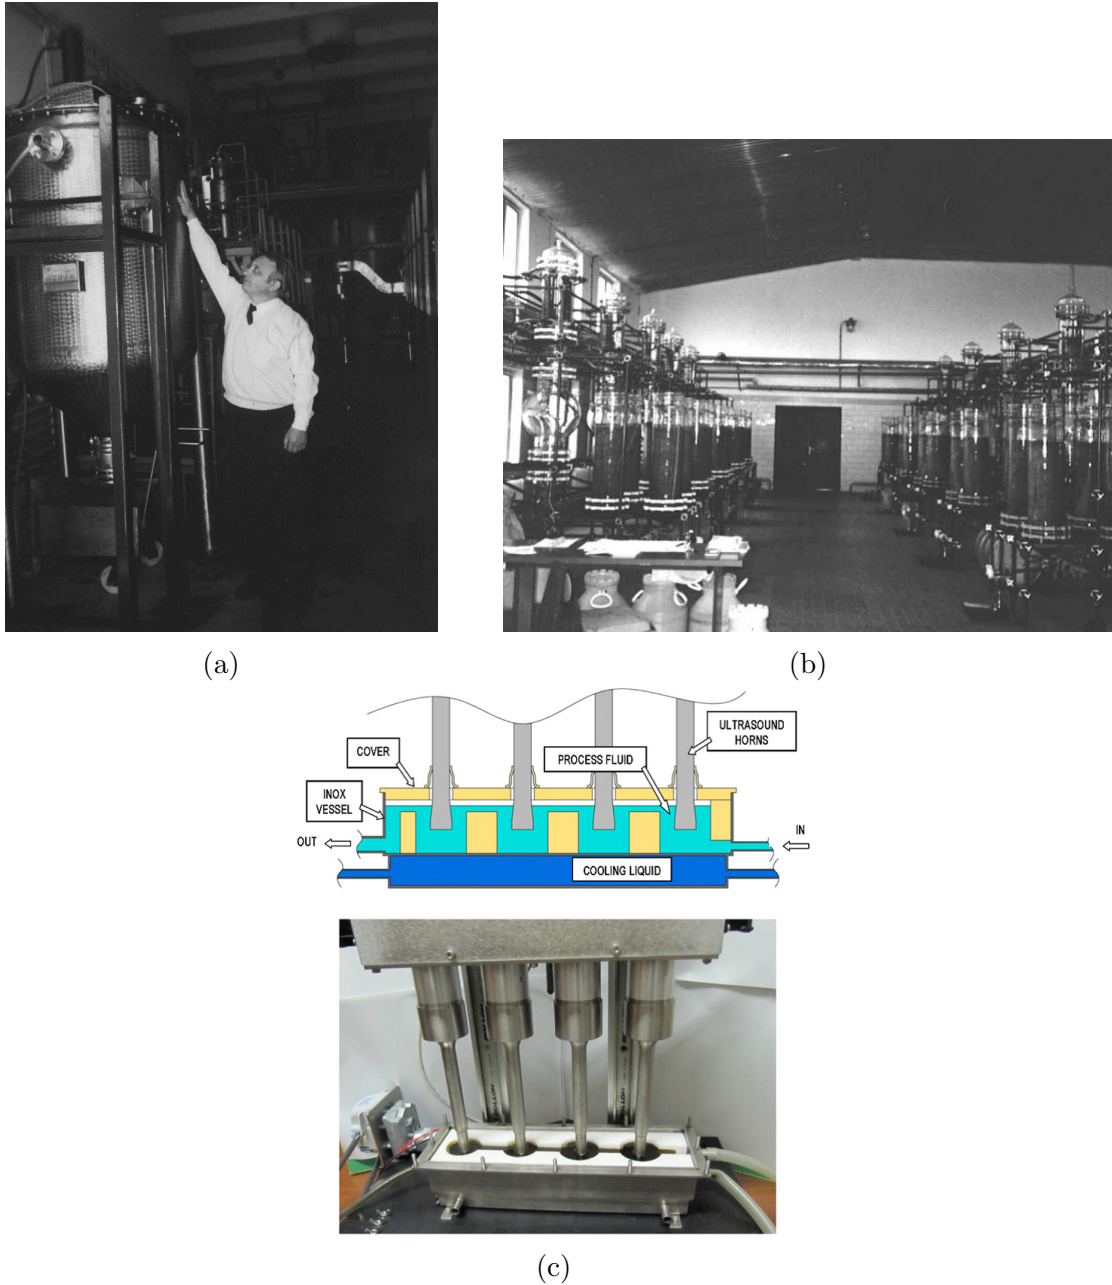 (a)
(b)
COVER
INOX
VESSEL
PROCESS FLUID
ULTRASOUND
HORNS
OUT
IN
COOLING LIQUID
(c)